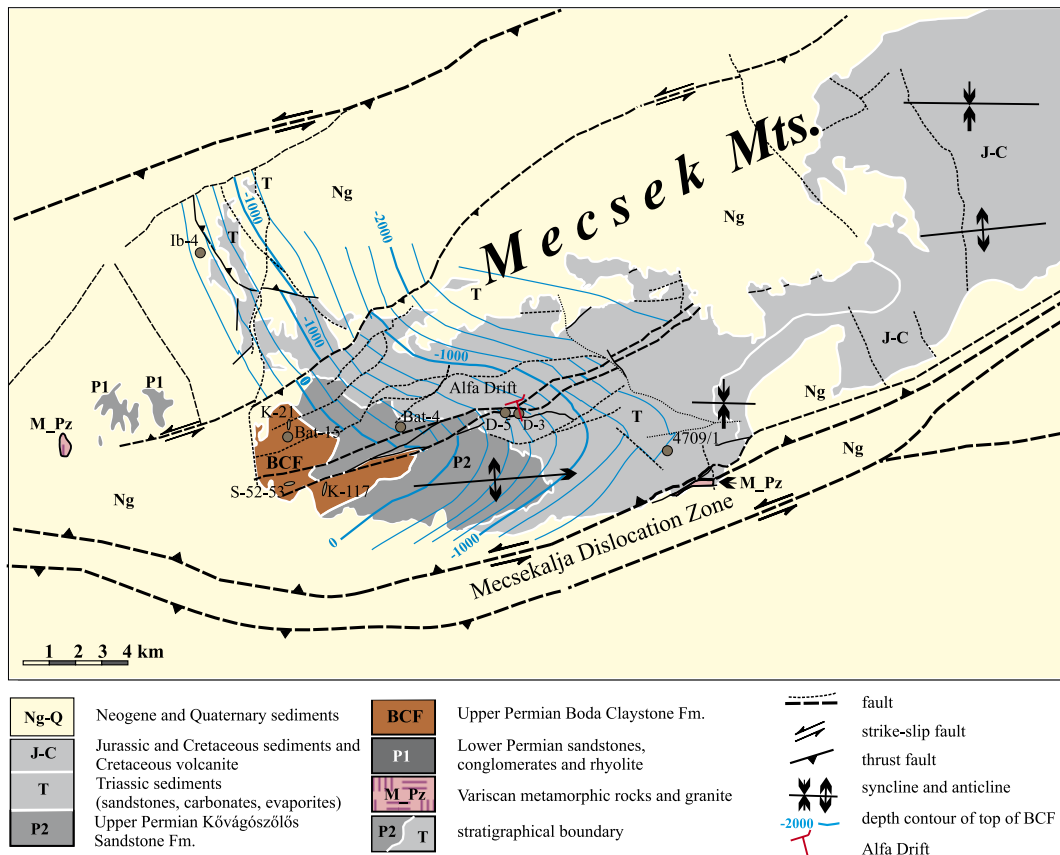 Mecsek Mts.
J-C
T
Ng
-1000
-2000
Ng
Ib-4
T
J-C
T
-1000
-1000
0
P1
P1
Alfa Drift
M_Pz
K-21
Bat-4
D-5
D-3
T
Ng
Bat-15
4709/1
BCF
P2
Ng
S-52-53
K-117
M_Pz
Ng
0
-1000
Mecsekalja Dislocation Zone
1 2 3 4 km
Ng-Q
Neogene and Quaternary sediments
J-C
Jurassic and Cretaceous sediments and
Cretaceous volcanite
T
Triassic sediments
(sandstones, carbonates, evaporites)
P2
Upper Permian Kővágószőlős
Sandstone Fm.
BCF
Upper Permian Boda Claystone Fm.
P1
Lower Permian sandstones,
conglomerates and rhyolite
M_Pz
Variscan metamorphic rocks and granite
P2 T
stratigraphical boundary
fault
strike-slip fault
thrust fault
syncline and anticline
-2000
depth contour of top of BCF
Alfa Drift